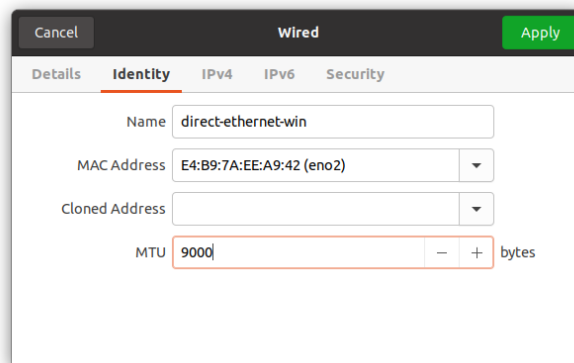 Cancel Wired Apply
Details Identity IPv4 IPv6 Security
Name direct-ethernet-win
MAC Address E4:B9:7A:EE:A9:42 (eno2)
Cloned Address
MTU 9000 − + bytes